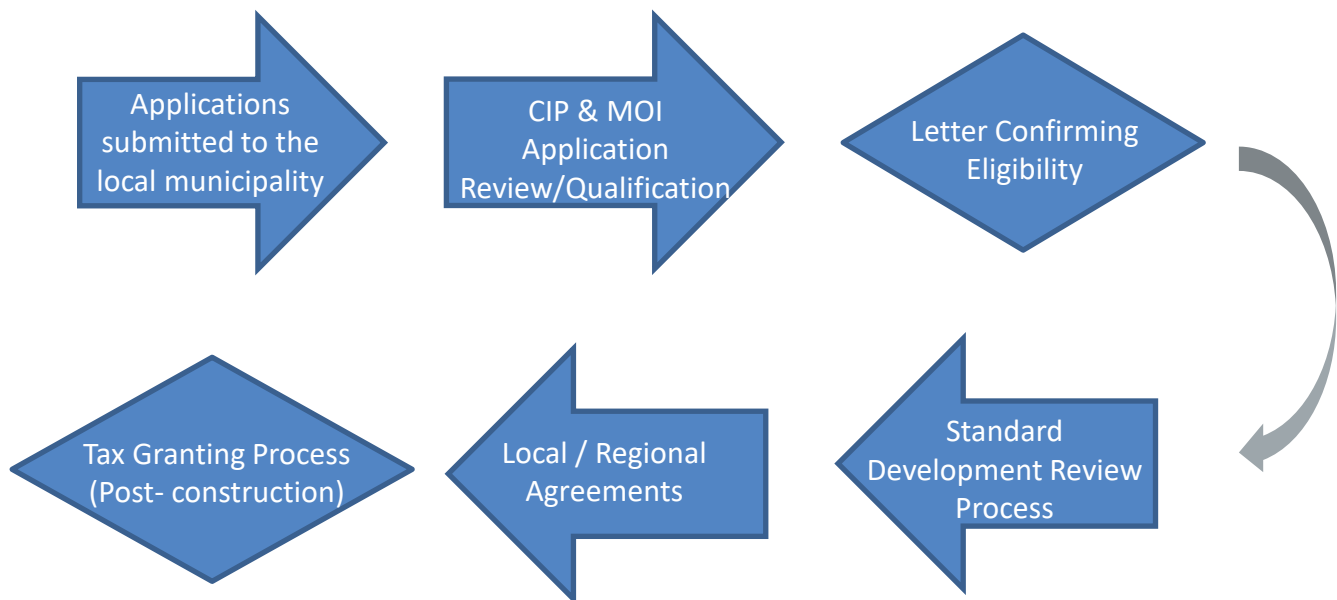 Applications
submitted to the
local municipality
CIP & MOI
Application
Review/Qualification
Letter Confirming
Eligibility
Standard
Development Review
Process
Local / Regional
Agreements
Tax Granting Process
(Post- construction)